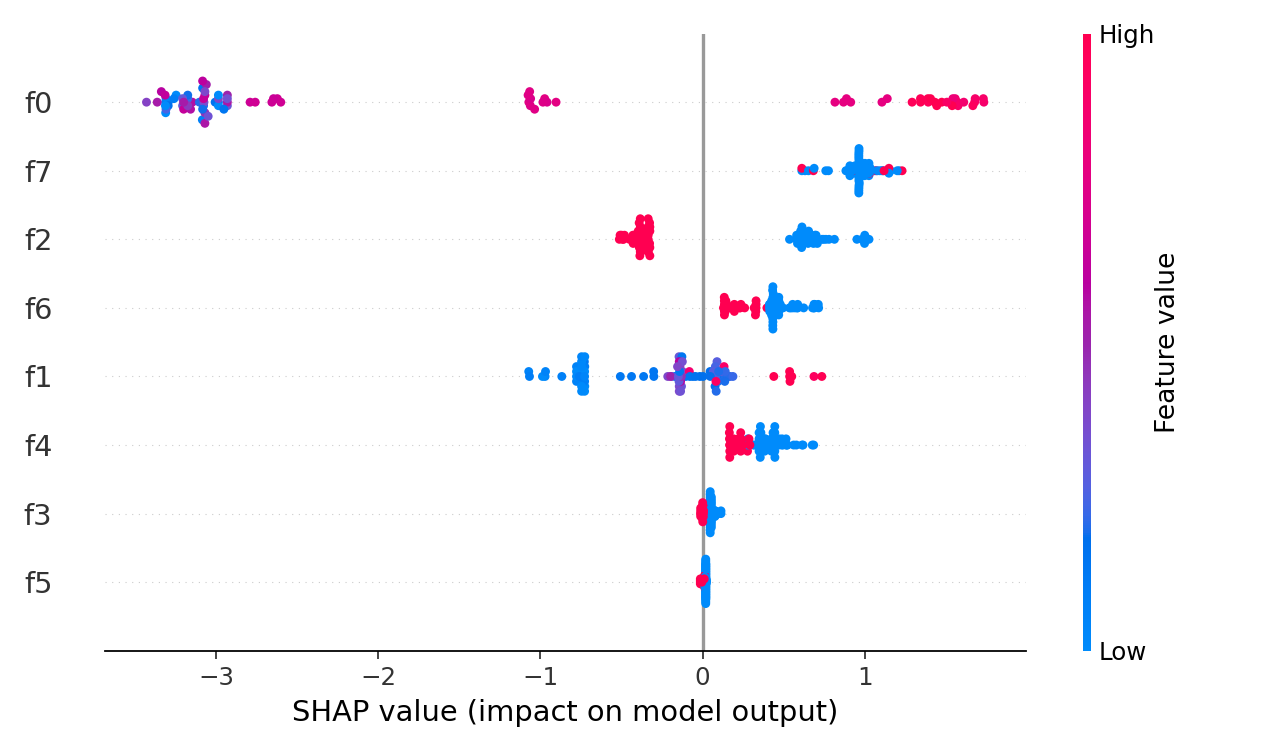 High
f0
f7
f2
f6
f1
f4
f3
f5
Feature value
Low
−3 −2 −1 0 1
SHAP value (impact on model output)